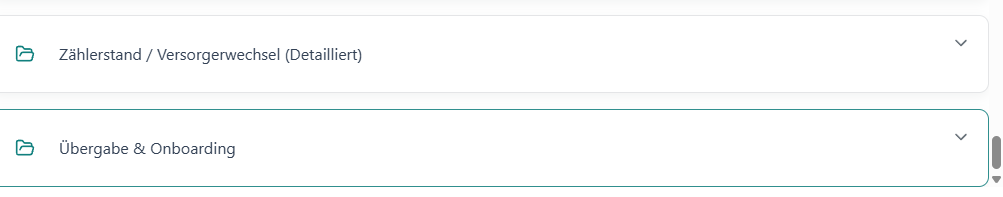 Zählerstand / Versorgerwechsel (Detailliert)
Übergabe & Onboarding